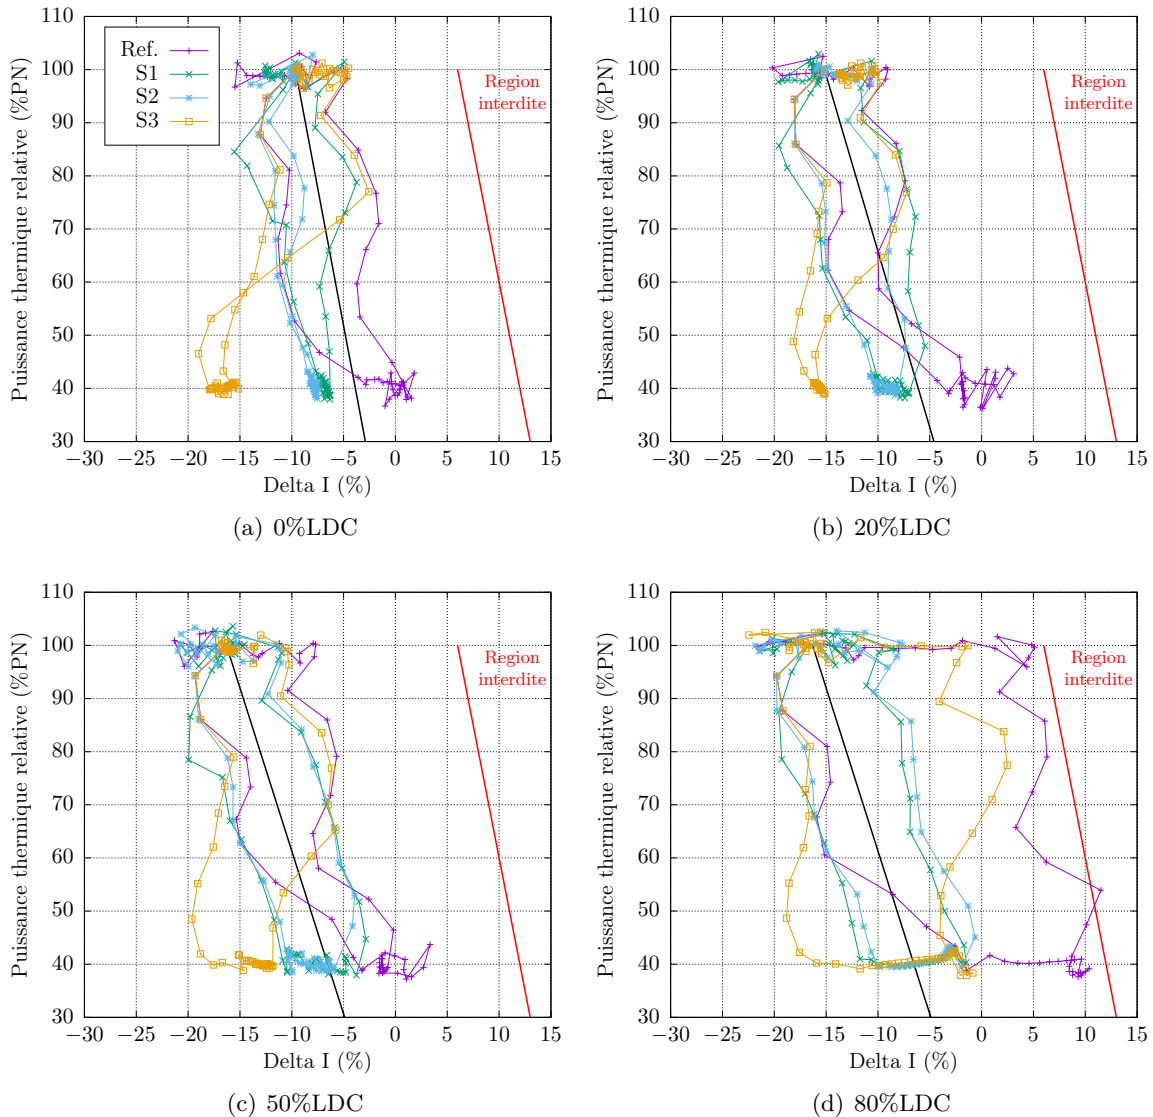 110
100
90
80
70
60
50
40
30
Puissance thermique relative (%PN)
Ref.
S1
S2
S3
Region
interdite
−30 −25 −20 −15 −10 −5 0 5 10 15
Delta I (%)
(a) 0%LDC
110
100
90
80
70
60
50
40
30
Puissance thermique relative (%PN)
Region
interdite
−30 −25 −20 −15 −10 −5 0 5 10 15
Delta I (%)
(b) 20%LDC
110
100
90
80
70
60
50
40
30
Puissance thermique relative (%PN)
Region
interdite
−30 −25 −20 −15 −10 −5 0 5 10 15
Delta I (%)
(c) 50%LDC
110
100
90
80
70
60
50
40
30
Puissance thermique relative (%PN)
Region
interdite
−30 −25 −20 −15 −10 −5 0 5 10 15
Delta I (%)
(d) 80%LDC